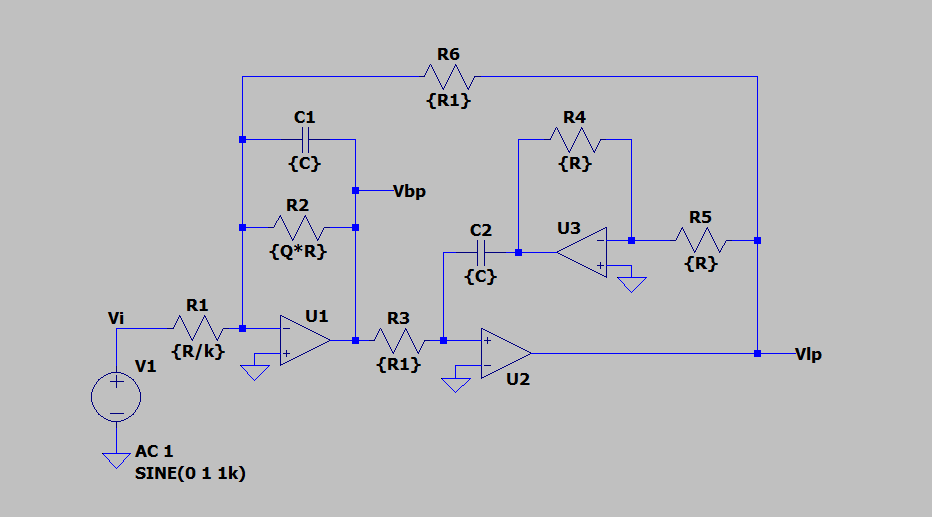 R6
{R1}
C1
{C}
R4
{R}
Vbp
R2
{Q*R}
C2
{C}
U3
R5
{R}
Vi
R1
{R/k}
U1
R3
{R1}
U2
Vlp
V1
AC 1
SINE(0 1 1k)